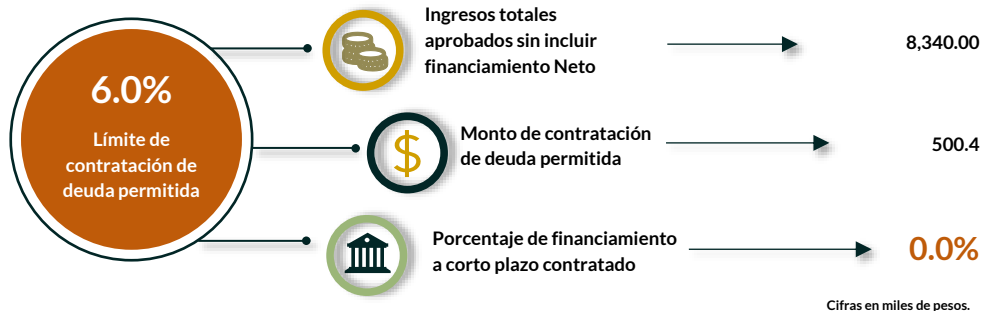 6.0%
Límite de
contratación de
deuda permitida
Ingresos totales
aprobados sin incluir
financiamiento Neto
8,340.00
$
Monto de contratación
de deuda permitida
500.4
Porcentaje de financiamiento
a corto plazo contratado
0.0%
Cifras en miles de pesos.